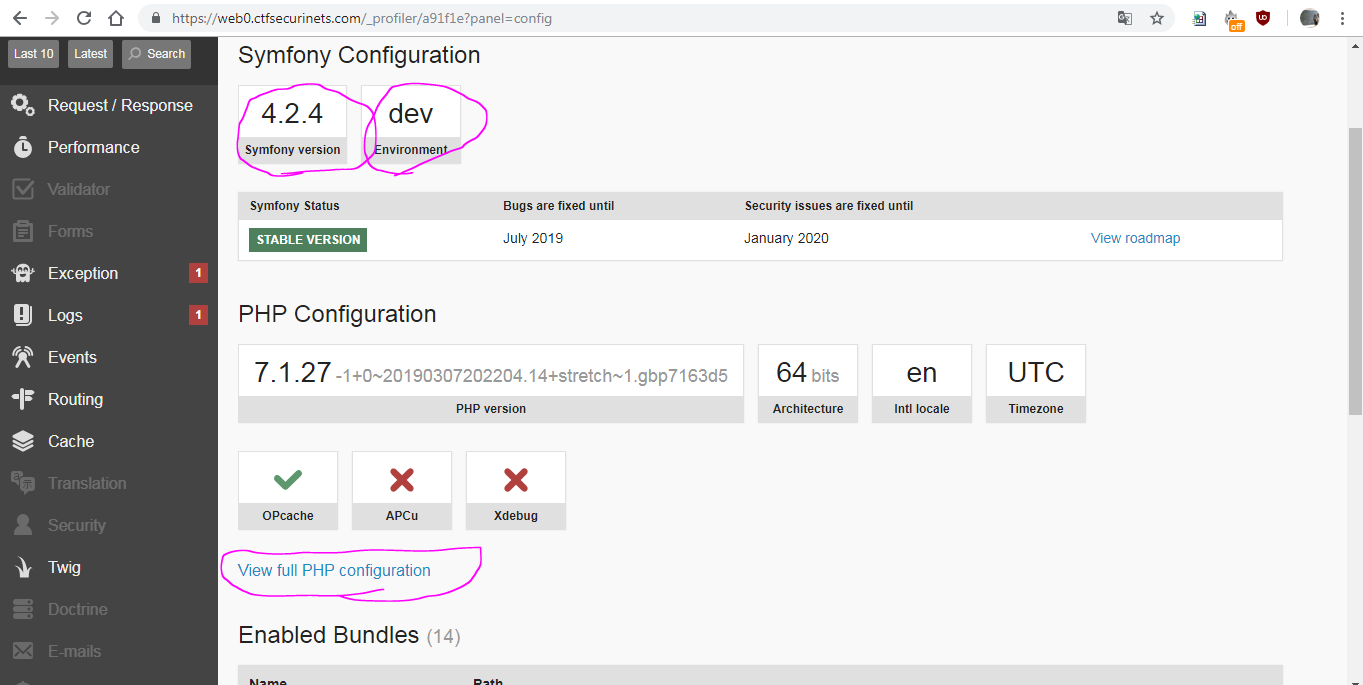 https://web0.ctfsecurinets.com/_profiler/a91f1e?panel=config
off
Last 10 Latest Search
Request / Response
Performance
Validator
Forms
Exception 1
Logs 1
Events
Routing
Cache
Translation
Security
Twig
Doctrine
E-mails
Symfony Configuration
4.2.4 dev
Symfony version Environment
Symfony Status Bugs are fixed until Security issues are fixed until
STABLE VERSION July 2019 January 2020 View roadmap
PHP Configuration
7.1.27 -1+0~20190307202204.14+stretch~1.gbp7163d5 64 bits en UTC
PHP version Architecture Intl locale Timezone
OPcache APCu Xdebug
View full PHP configuration
Enabled Bundles (14)
Name Path